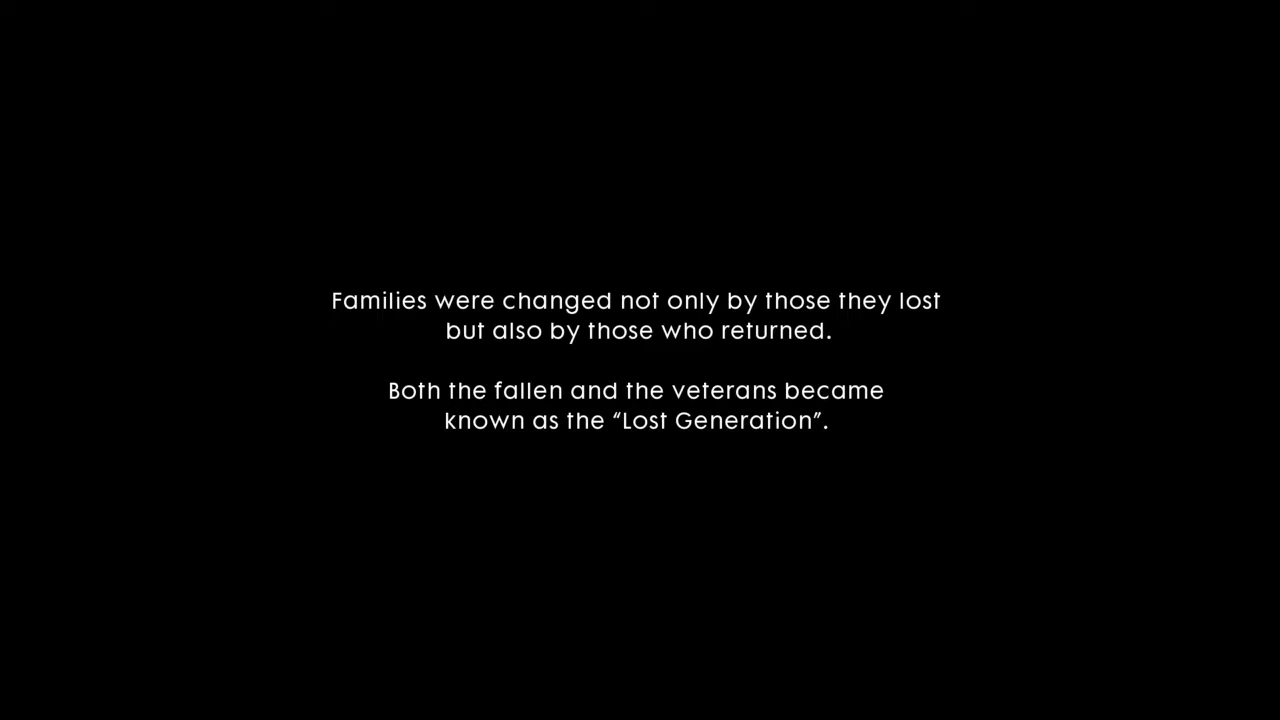 Families were changed not only by those they lost
but also by those who returned.
Both the fallen and the veterans became
known as the “Lost Generation”.